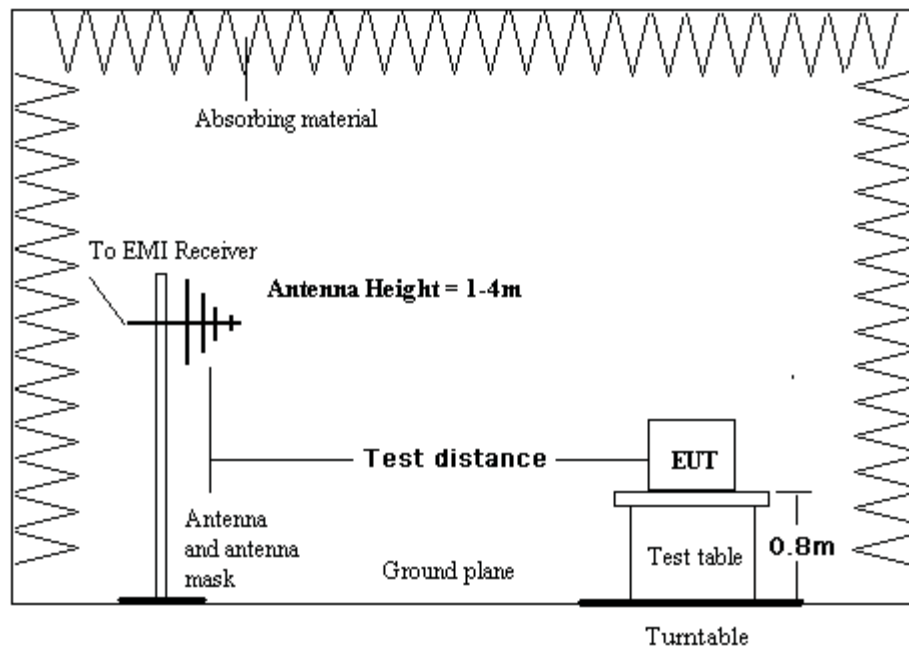 Absorbing material
To EMI Receiver
Antenna Height = 1-4m
Test distance
EUT
Antenna
and antenna
mask
Ground plane
Test table
0.8m
Turntable